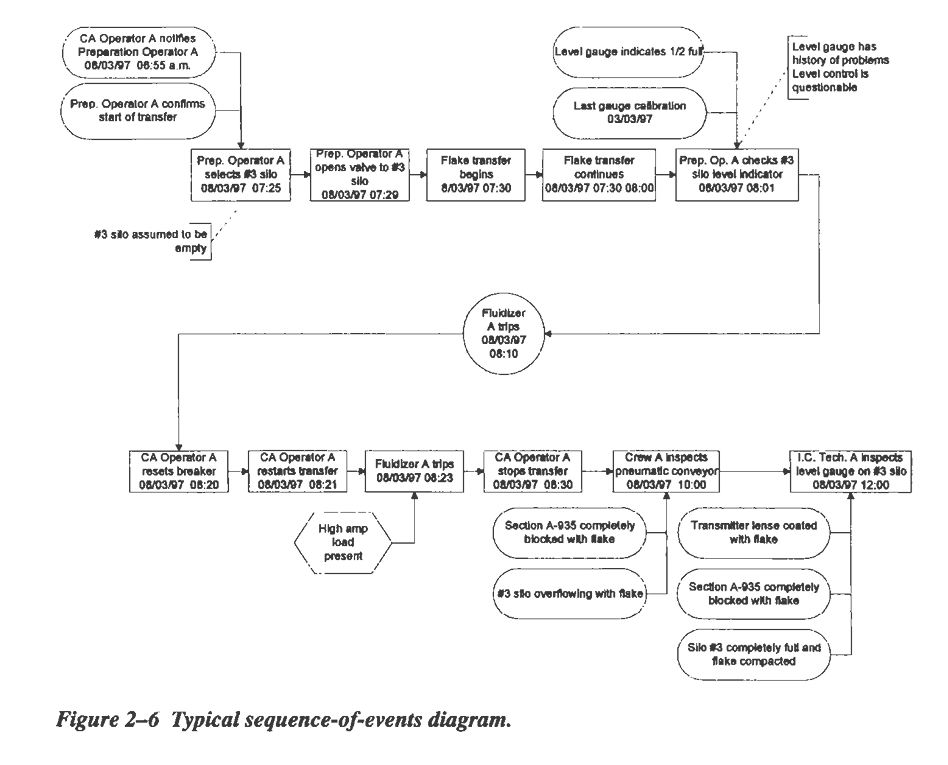 CA Operator A notifies
Preparation Operator A
08/03/97 06:55 a.m.
Prep. Operator A confirms
start of transfer
Level gauge indicates 1/2 full
Last gauge calibration
03/03/97
Level gauge has
history of problems
Level control is
questionable
Prep. Operator A
selects #3 silo
08/03/97 07:25
Prep. Operator A
opens valve to #3
silo
08/03/97 07:29
Flake transfer
begins
8/03/97 07:30
Flake transfer
continues
08/03/97 07:30 08:00
Prep. Op. A checks #3
silo level indicator
08/03/97 08:01
#3 silo assumed to be
empty
Fluidizer
A trips
08/03/97
08:10
CA Operator A
resets breaker
08/03/97 08:20
CA Operator A
restarts transfer
08/03/97 08:21
Fluidizor A trips
08/03/97 08:23
CA Operator A
stops transfer
08/03/97 08:30
Crew A inspects
pneumatic conveyor
08/03/97 10:00
I.C. Tech. A inspects
level gauge on #3 silo
08/03/97 12:00
High amp
load
present
Section A-935 completely
blocked with flake
#3 silo overflowing with flake
Transmitter lense coated
with flake
Section A-935 completely
blocked with flake
Silo #3 completely full and
flake compacted
Figure 2–6 Typical sequence-of-events diagram.